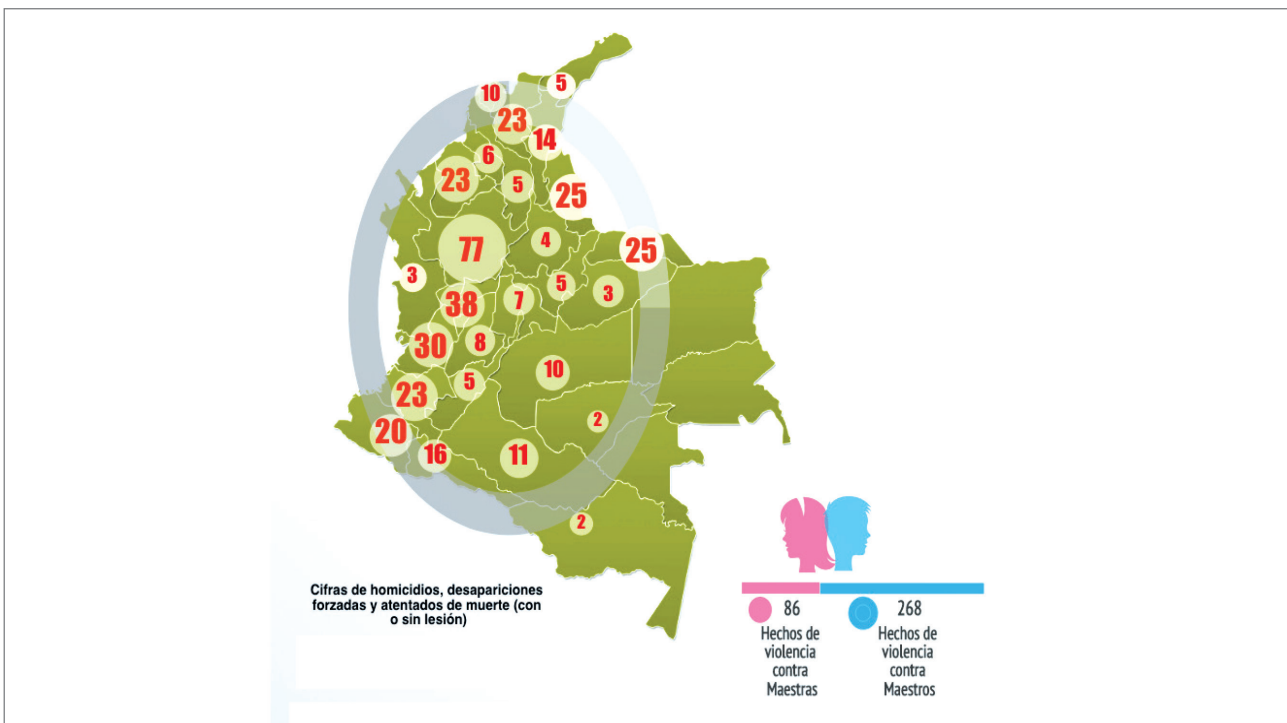 10
5
23
14
6
23
5
25
77
4
25
3
5
3
38
7
30
8
10
23
5
2
20
16
11
2
Cifras de homicidios, desapariciones
forzadas y atentados de muerte (con
o sin lesión)
86
Hechos de
violencia
contra
Maestras
268
Hechos de
violencia
contra
Maestros